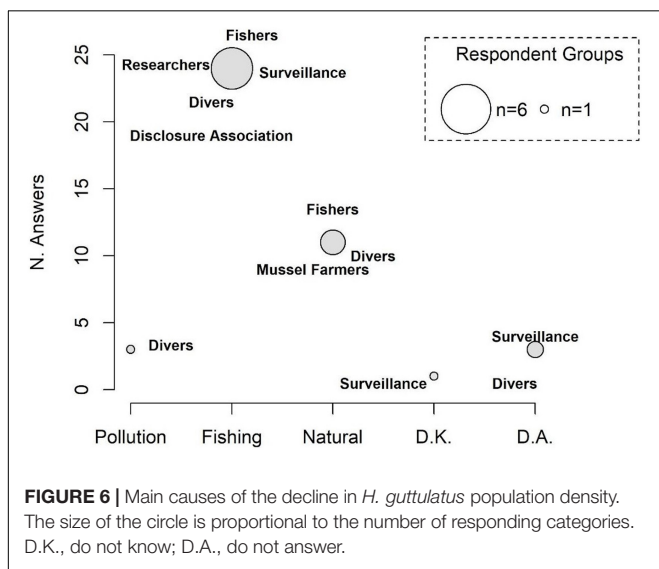 Respondent Groups
n=6 n=1
25
20
15
10
5
0
N. Answers
Fishers
Researchers
Surveillance
Divers
Disclosure Association
Fishers
Divers
Mussel Farmers
Divers
Surveillance
Surveillance
Divers
Pollution Fishing Natural D.K. D.A.
FIGURE 6 | Main causes of the decline in H. guttulatus population density.
The size of the circle is proportional to the number of responding categories.
D.K., do not know; D.A., do not answer.